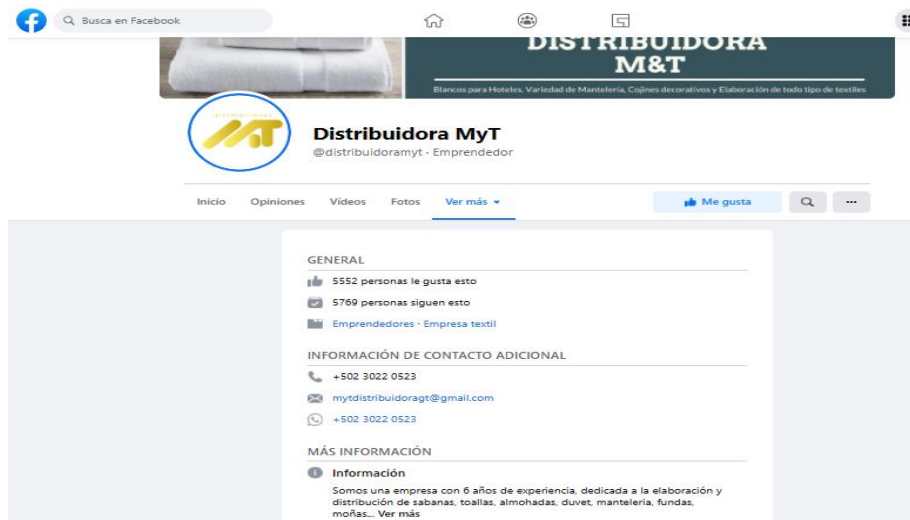 Busca en Facebook
DISTRIBUIDORA
M&T
Blancos para Hoteles, Variedad de Mantelería, Cojines decorativos y Elaboración de todo tipo de textiles
MT
Distribuidora MyT
@distribuidoramyt · Emprendedor
Inicio Opiniones Vídeos Fotos Ver más Me gusta ...
GENERAL
5552 personas le gusta esto
5769 personas siguen esto
Emprendedores · Empresa textil
INFORMACIÓN DE CONTACTO ADICIONAL
+502 3022 0523
mytdistribuidoragt@gmail.com
+502 3022 0523
MÁS INFORMACIÓN
Información
Somos una empresa con 6 años de experiencia, dedicada a la elaboración y
distribución de sabanas, toallas, almohadas, duvet, manteleria, fundas,
moñas... Ver más